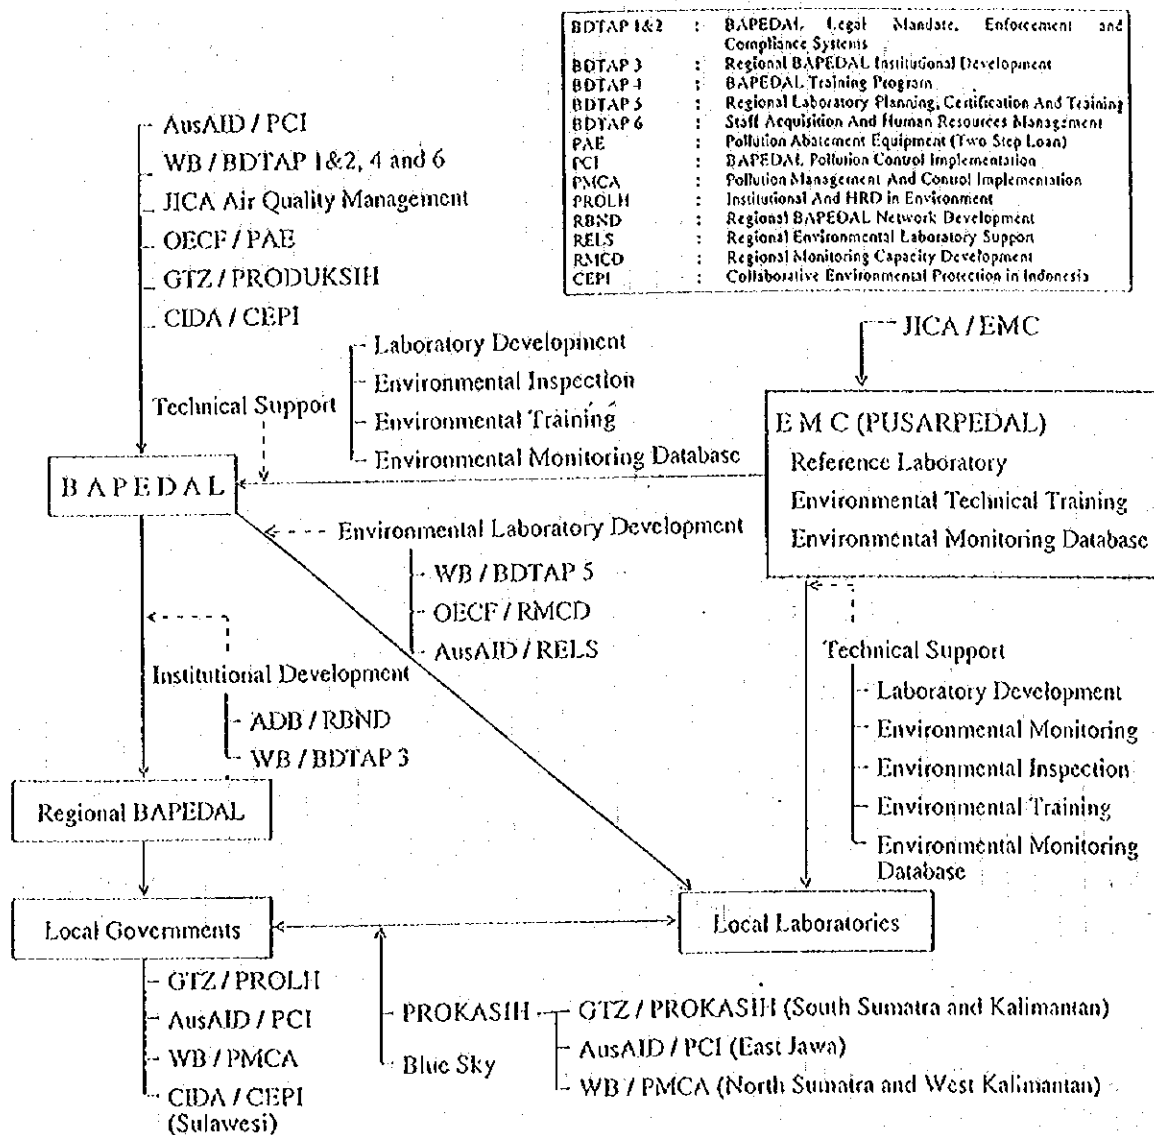 BDTAP 1&2 : BAPEDAL Legal Mandate, Enforcement and
Compliance Systems
BDTAP 3 : Regional BAPEDAL Institutional Development
BDTAP 4 : BAPEDAL Training Program
BDTAP 5 : Regional Laboratory Planning, Certification And Training
BDTAP 6 : Staff Acquisition And Human Resources Management
PAE : Pollution Abatement Equipment (Two Step Loan)
PCI : BAPEDAL Pollution Control Implementation
PMCA : Pollution Management And Control Implementation
PROLH : Institutional And HRD in Environment
RBND : Regional BAPEDAL Network Development
RELS : Regional Environmental Laboratory Support
RMCD : Regional Monitoring Capacity Development
CEPI : Collaborative Environmental Protection in Indonesia
AusAID / PCI
WB / BDTAP 1&2, 4 and 6
JICA Air Quality Management
OECF / PAE
GTZ / PRODUKSIH
CIDA / CEPI
JICA / EMC
Technical Support
Laboratory Development
Environmental Inspection
Environmental Training
Environmental Monitoring Database
E M C (PUSARPEDAL)
Reference Laboratory
Environmental Technical Training
Environmental Monitoring Database
B A P E D A L
Environmental Laboratory Development
WB / BDTAP 5
OECF / RMCD
AusAID / RELS
Institutional Development
ADB / RBND
WB / BDTAP 3
Technical Support
Laboratory Development
Environmental Monitoring
Environmental Inspection
Environmental Training
Environmental Monitoring
Database
Regional BAPEDAL
Local Governments
Local Laboratories
GTZ / PROLH
AusAID / PCI
WB / PMCA
CIDA / CEPI
(Sulawesi)
PROKASIH
Blue Sky
GTZ / PROKASIH (South Sumatra and Kalimantan)
AusAID / PCI (East Jawa)
WB / PMCA (North Sumatra and West Kalimantan)